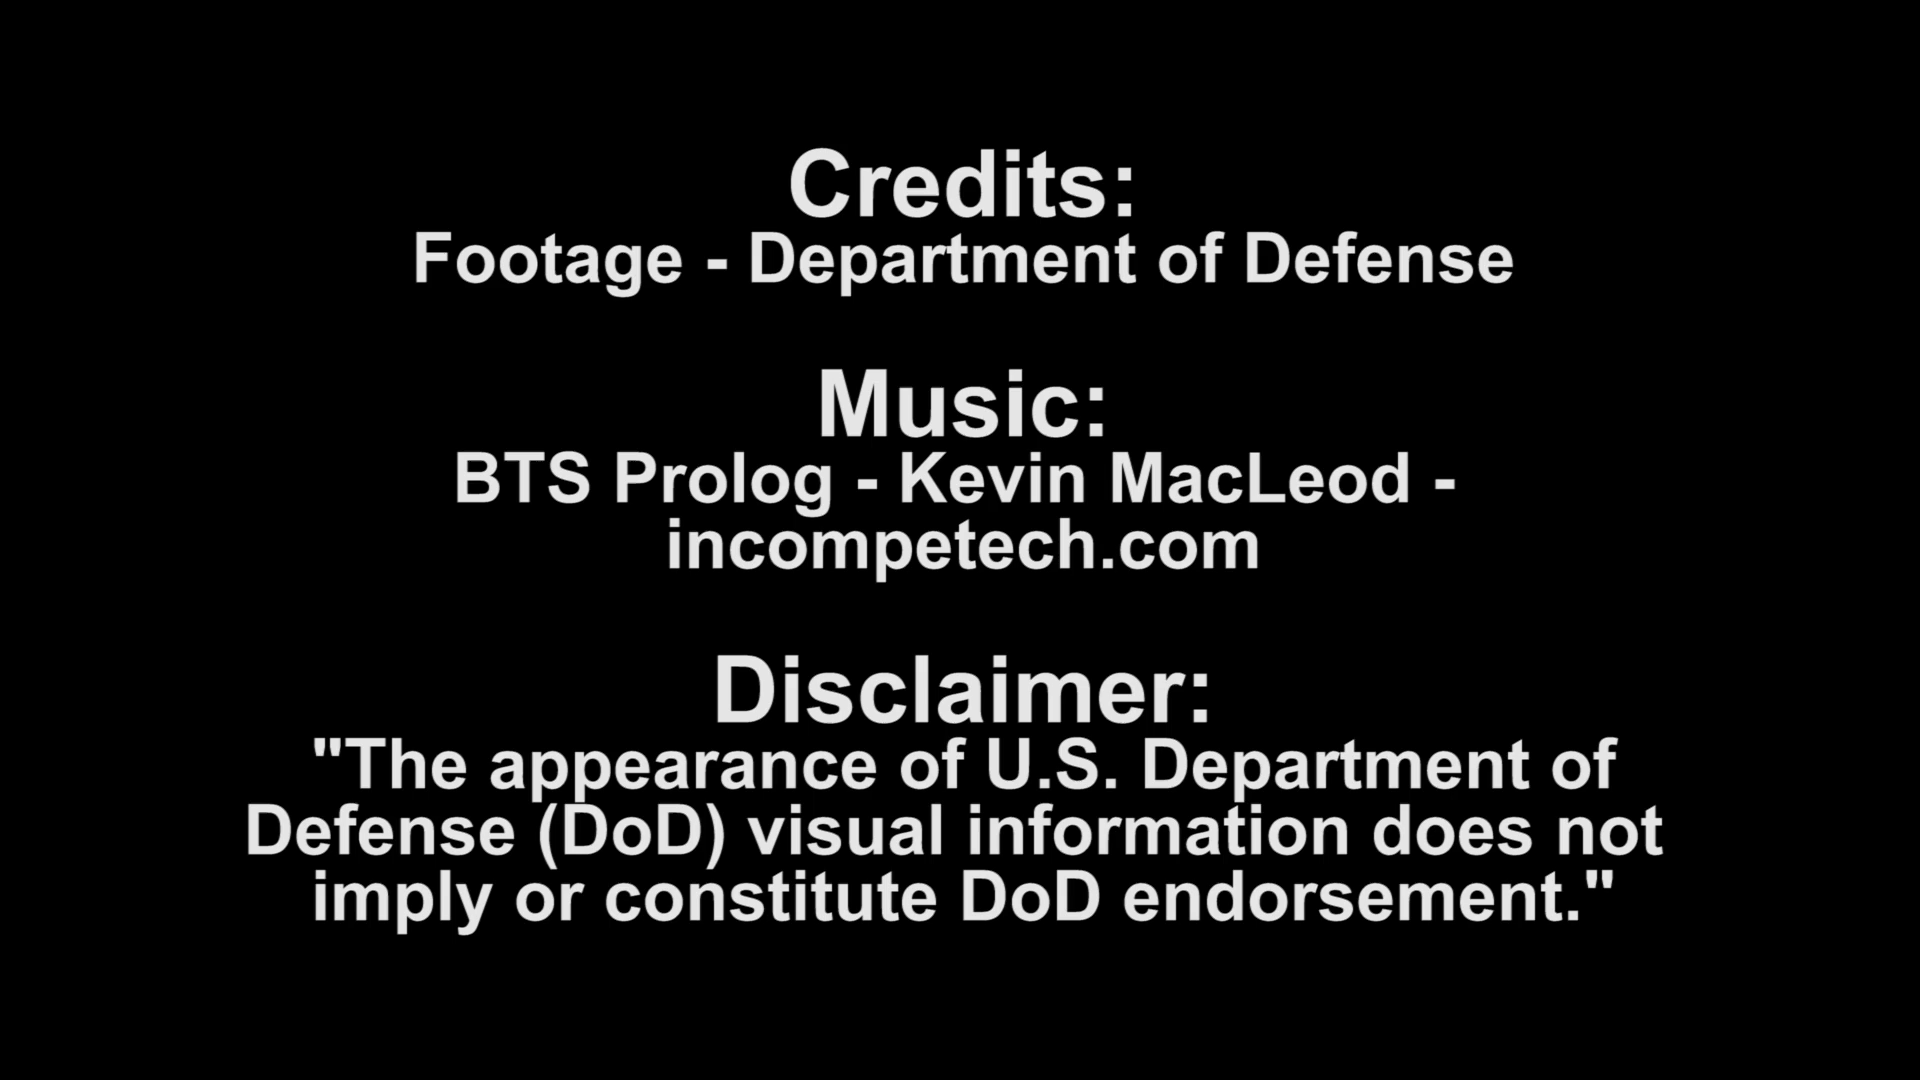 Credits:
Footage - Department of Defense
Music:
BTS Prolog - Kevin MacLeod -
incompetech.com
Disclaimer:
"The appearance of U.S. Department of
Defense (DoD) visual information does not
imply or constitute DoD endorsement."